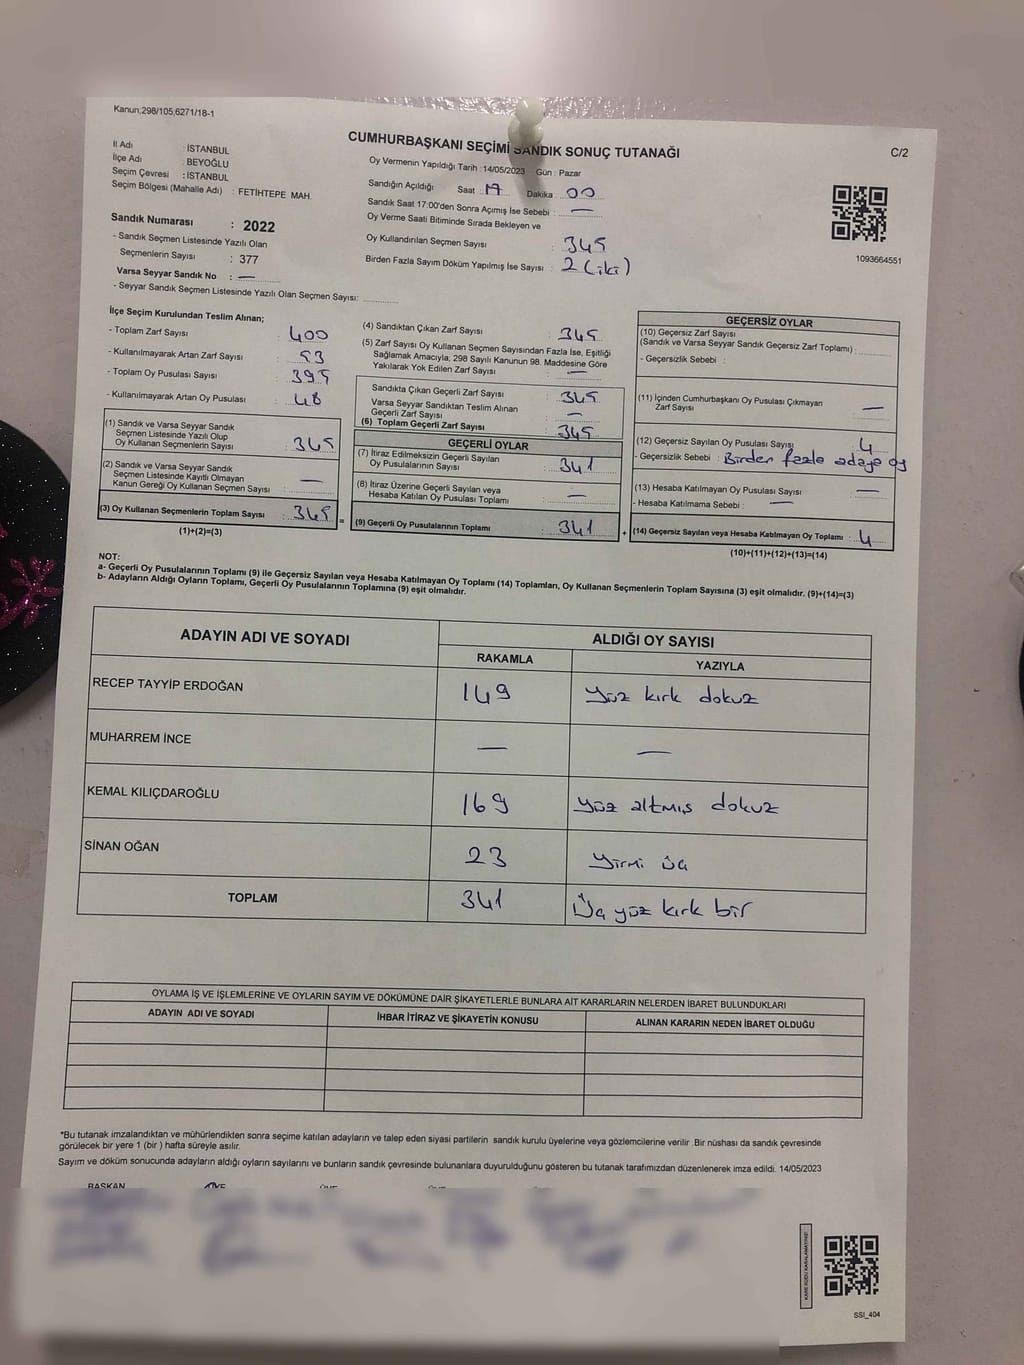 Kanun;298/105,6271/18-1
CUMHURBAŞKANI SEÇİMİ SANDIK SONUÇ TUTANAĞI
C/2
İl Adı : İSTANBUL
İlçe Adı : BEYOĞLU
Seçim Çevresi : İSTANBUL
Seçim Bölgesi (Mahalle Adı) : FETİHTEPE MAH.
Sandık Numarası : 2022
- Sandık Seçmen Listesinde Yazılı Olan
Seçmenlerin Sayısı : 377
Varsa Seyyar Sandık No : —
- Seyyar Sandık Seçmen Listesinde Yazılı Olan Seçmen Sayısı:
Oy Vermenin Yapıldığı Tarih : 14/05/2023 Gün : Pazar
Sandığın Açıldığı Saat : 17 Dakika : 00
Sandık Saat 17:00'den Sonra Açılmış İse Sebebi : —
Oy Verme Saati Bitiminde Sırada Bekleyen ve
Oy Kullandırılan Seçmen Sayısı : 345
Birden Fazla Sayım Döküm Yapılmış İse Sayısı : 2 (iki)
1093664551
İlçe Seçim Kurulundan Teslim Alınan;
- Toplam Zarf Sayısı : 400
- Kullanılmayarak Artan Zarf Sayısı : 53
- Toplam Oy Pusulası Sayısı : 395
- Kullanılmayarak Artan Oy Pusulası : 48
(1) Sandık ve Varsa Seyyar Sandık
Seçmen Listesinde Yazılı Olup
Oy Kullanan Seçmenlerin Sayısı : 345
(2) Sandık ve Varsa Seyyar Sandık
Seçmen Listesinde Kayıtlı Olmayan
Kanun Gereği Oy Kullanan Seçmen Sayısı : —
(3) Oy Kullanan Seçmenlerin Toplam Sayısı : 345 =
(1)+(2)=(3)
(4) Sandıktan Çıkan Zarf Sayısı : 345
(5) Zarf Sayısı Oy Kullanan Seçmen Sayısından Fazla İse, Eşitliği
Sağlamak Amacıyla; 298 Sayılı Kanunun 98. Maddesine Göre
Yakılarak Yok Edilen Zarf Sayısı : —
Sandıkta Çıkan Geçerli Zarf Sayısı : 345
Varsa Seyyar Sandıktan Teslim Alınan
Geçerli Zarf Sayısı : —
(6) Toplam Geçerli Zarf Sayısı : 345
GEÇERLİ OYLAR
(7) İtiraz Edilmeksizin Geçerli Sayılan
Oy Pusulalarının Sayısı : 341
(8) İtiraz Üzerine Geçerli Sayılan veya
Hesaba Katılan Oy Pusulası Toplamı : —
(9) Geçerli Oy Pusulalarının Toplamı : 341 +
GEÇERSİZ OYLAR
(10) Geçersiz Zarf Sayısı
(Sandık ve Varsa Seyyar Sandık Geçersiz Zarf Toplamı) :
- Geçersizlik Sebebi :
(11) İçinden Cumhurbaşkanı Oy Pusulası Çıkmayan
Zarf Sayısı : —
(12) Geçersiz Sayılan Oy Pusulası Sayısı : 4
- Geçersizlik Sebebi : Birden fazla adaya oy
(13) Hesaba Katılmayan Oy Pusulası Sayısı : —
- Hesaba Katılmama Sebebi : —
(14) Geçersiz Sayılan veya Hesaba Katılmayan Oy Toplamı : 4
(10)+(11)+(12)+(13)=(14)
NOT:
a- Geçerli Oy Pusulalarının Toplamı (9) ile Geçersiz Sayılan veya Hesaba Katılmayan Oy Toplamı (14) Toplamları, Oy Kullanan Seçmenlerin Toplam Sayısına (3) eşit olmalıdır. (9)+(14)=(3)
b- Adayların Aldığı Oyların Toplamı, Geçerli Oy Pusulalarının Toplamına (9) eşit olmalıdır.
ADAYIN ADI VE SOYADI ALDIĞI OY SAYISI
RAKAMLA YAZIYLA
RECEP TAYYİP ERDOĞAN 149 Yüz kırk dokuz
MUHARREM İNCE — —
KEMAL KILIÇDAROĞLU 169 yüz altmış dokuz
SİNAN OĞAN 23 Yirmi üç
TOPLAM 341 Üç yüz kırk bir
OYLAMA İŞ VE İŞLEMLERİNE VE OYLARIN SAYIM VE DÖKÜMÜNE DAİR ŞİKAYETLERLE BUNLARA AİT KARARLARIN NELERDEN İBARET BULUNDUKLARI
ADAYIN ADI VE SOYADI İHBAR İTİRAZ VE ŞİKAYETİN KONUSU ALINAN KARARIN NEDEN İBARET OLDUĞU
*Bu tutanak imzalandıktan ve mühürlendikten sonra seçime katılan adayların ve talep eden siyasi partilerin sandık kurulu üyelerine veya gözlemcilerine verilir .Bir nüshası da sandık çevresinde
görülecek bir yere 1 (bir ) hafta süreyle asılır.
Sayım ve döküm sonucunda adayların aldığı oyların sayılarını ve bunların sandık çevresinde bulunanlara duyurulduğunu gösteren bu tutanak tarafımızdan düzenlenerek imza edildi. 14/05/2023
BAŞKAN ÜYE ÜYE ÜYE
KARE KODU KARALAMAYINIZ!
SSI_404